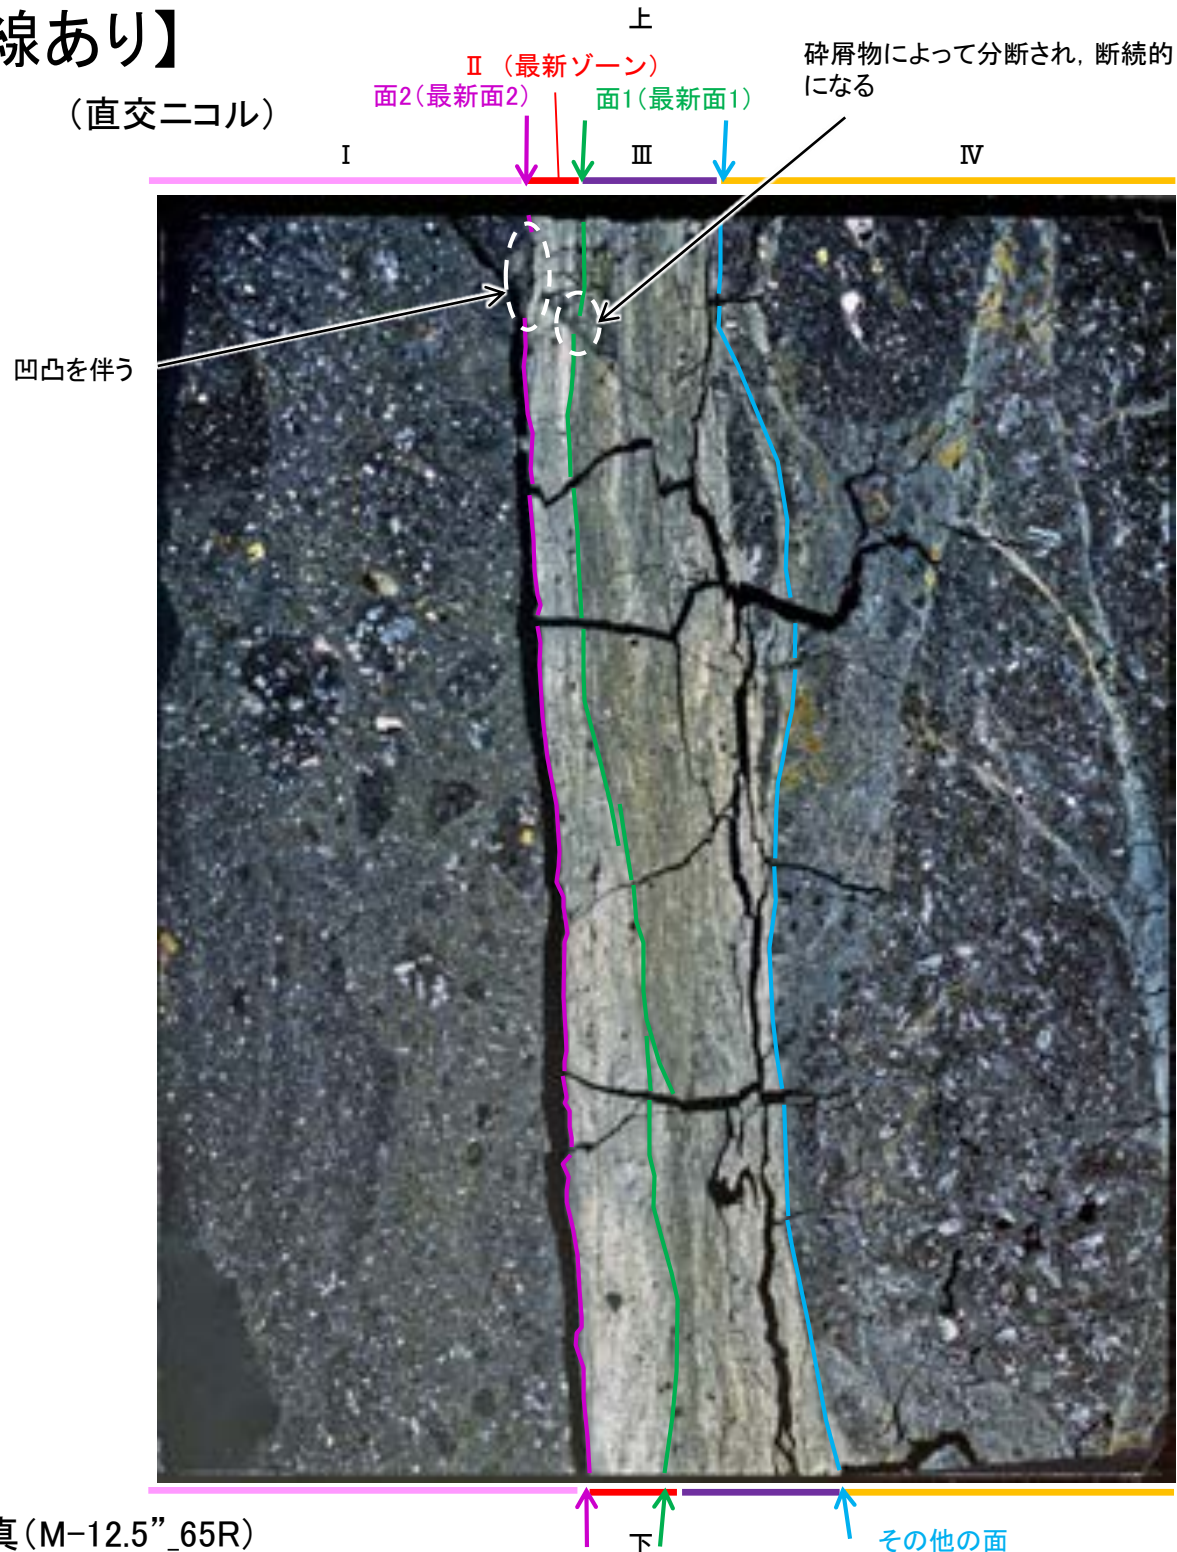 線あり】
(直交ニコル)
上
Ⅱ (最新ゾーン)
面2(最新面2)
面1(最新面1)
砕屑物によって分断され，断続的
になる
Ⅰ
Ⅲ
Ⅳ
凹凸を伴う
真(M-12.5”_65R)
下
その他の面